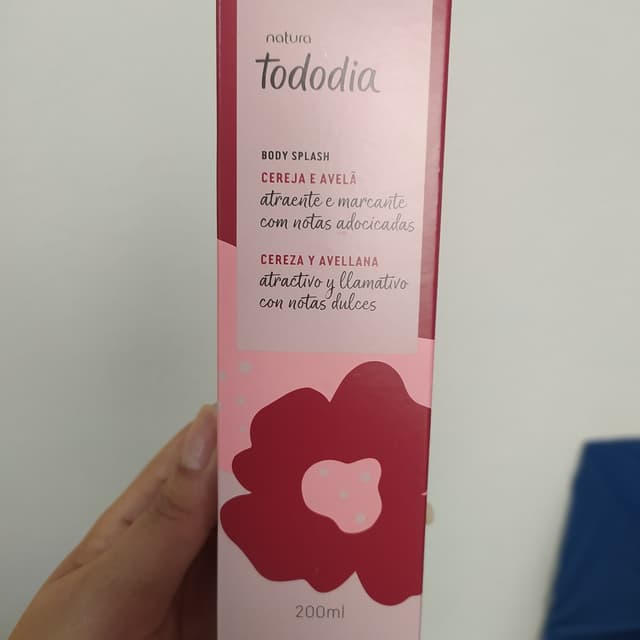 natura
Tododia
BODY SPLASH
CEREJA E AVELÃ
atraente e marcante
com notas adocicadas
CEREZA Y AVELLANA
atractivo y llamativo
con notas dulces
200ml